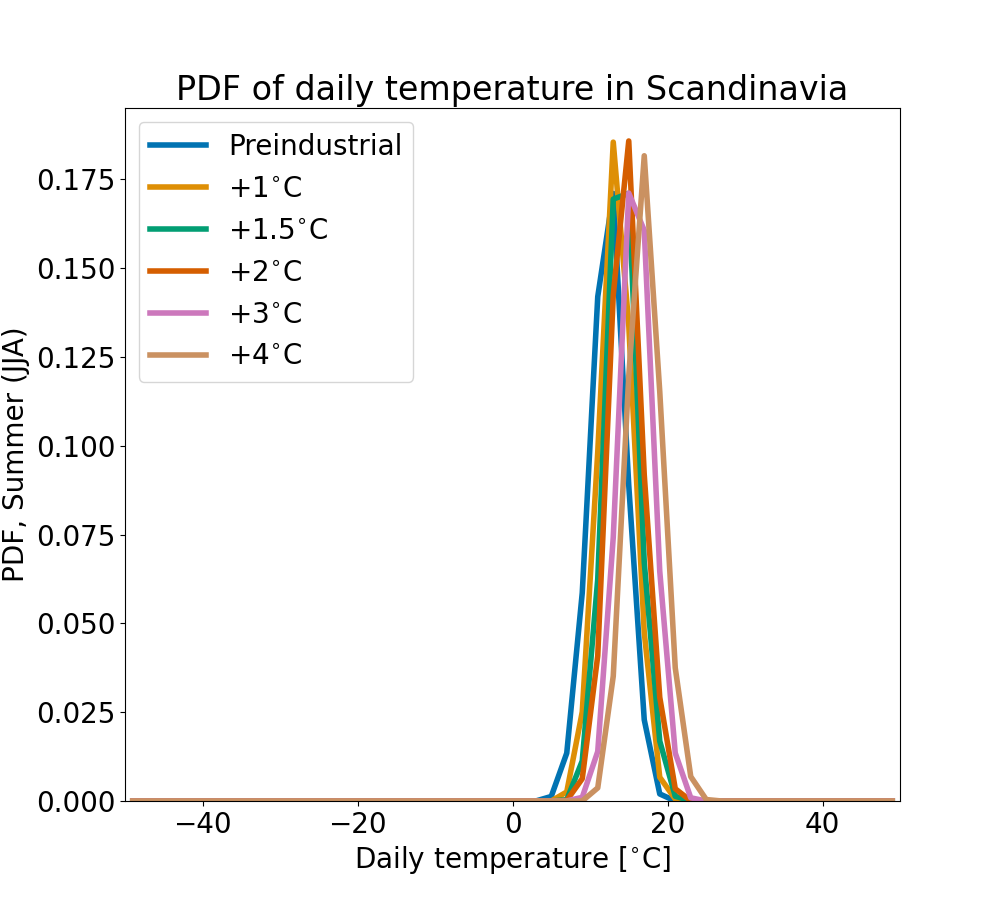 PDF of daily temperature in Scandinavia
Preindustrial
+1°C
+1.5°C
+2°C
+3°C
+4°C
PDF, Summer (JJA)
0.175
0.150
0.125
0.100
0.075
0.050
0.025
0.000
−40
−20
0
20
40
Daily temperature [°C]